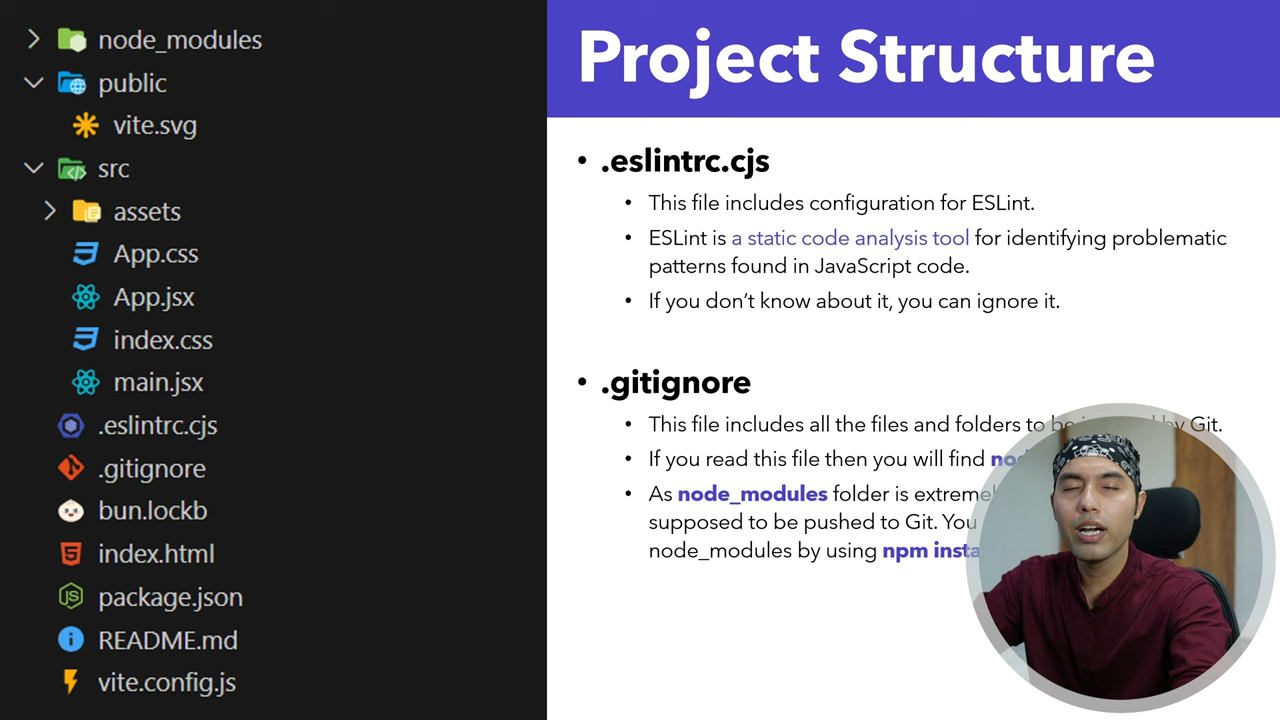 node_modules
public
vite.svg
src
assets
App.css
App.jsx
index.css
main.jsx
.eslintrc.cjs
.gitignore
bun.lockb
index.html
package.json
README.md
vite.config.js
Project Structure
• .eslintrc.cjs
• This file includes configuration for ESLint.
• ESLint is a static code analysis tool for identifying problematic
patterns found in JavaScript code.
• If you don't know about it, you can ignore it.
• .gitignore
• This file includes all the files and folders to be ignored by Git.
• If you read this file then you will find
• As node_modules folder is
supposed to be pushed to Git. You
node_modules by using npm